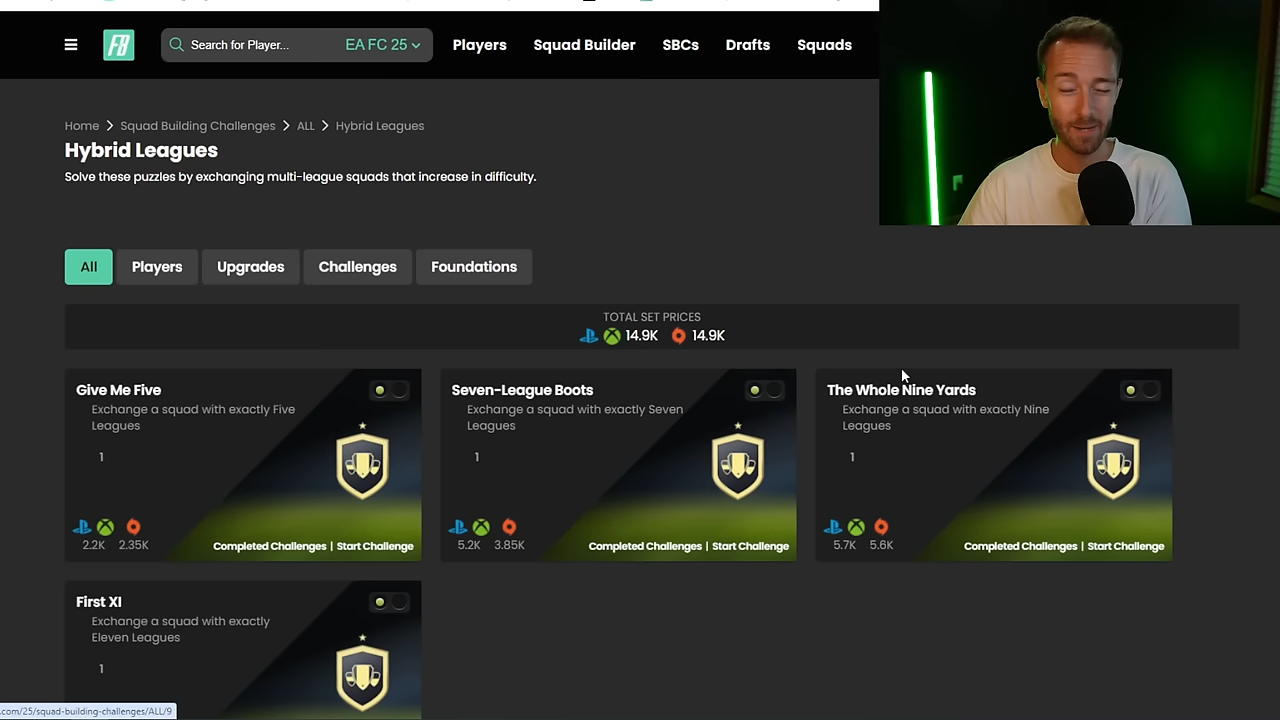 FB
Search for Player...
EA FC 25
Players
Squad Builder
SBCs
Drafts
Squads
Home > Squad Building Challenges > ALL > Hybrid Leagues
Hybrid Leagues
Solve these puzzles by exchanging multi-league squads that increase in difficulty.
All
Players
Upgrades
Challenges
Foundations
TOTAL SET PRICES
14.9K 14.9K
Give Me Five
Exchange a squad with exactly Five
Leagues
1
2.2K 2.35K
Completed Challenges | Start Challenge
Seven-League Boots
Exchange a squad with exactly Seven
Leagues
1
5.2K 3.85K
Completed Challenges | Start Challenge
The Whole Nine Yards
Exchange a squad with exactly Nine
Leagues
1
5.7K 5.6K
Completed Challenges | Start Challenge
First XI
Exchange a squad with exactly
Eleven Leagues
1
.com/25/squad-building-challenges/ALL/9